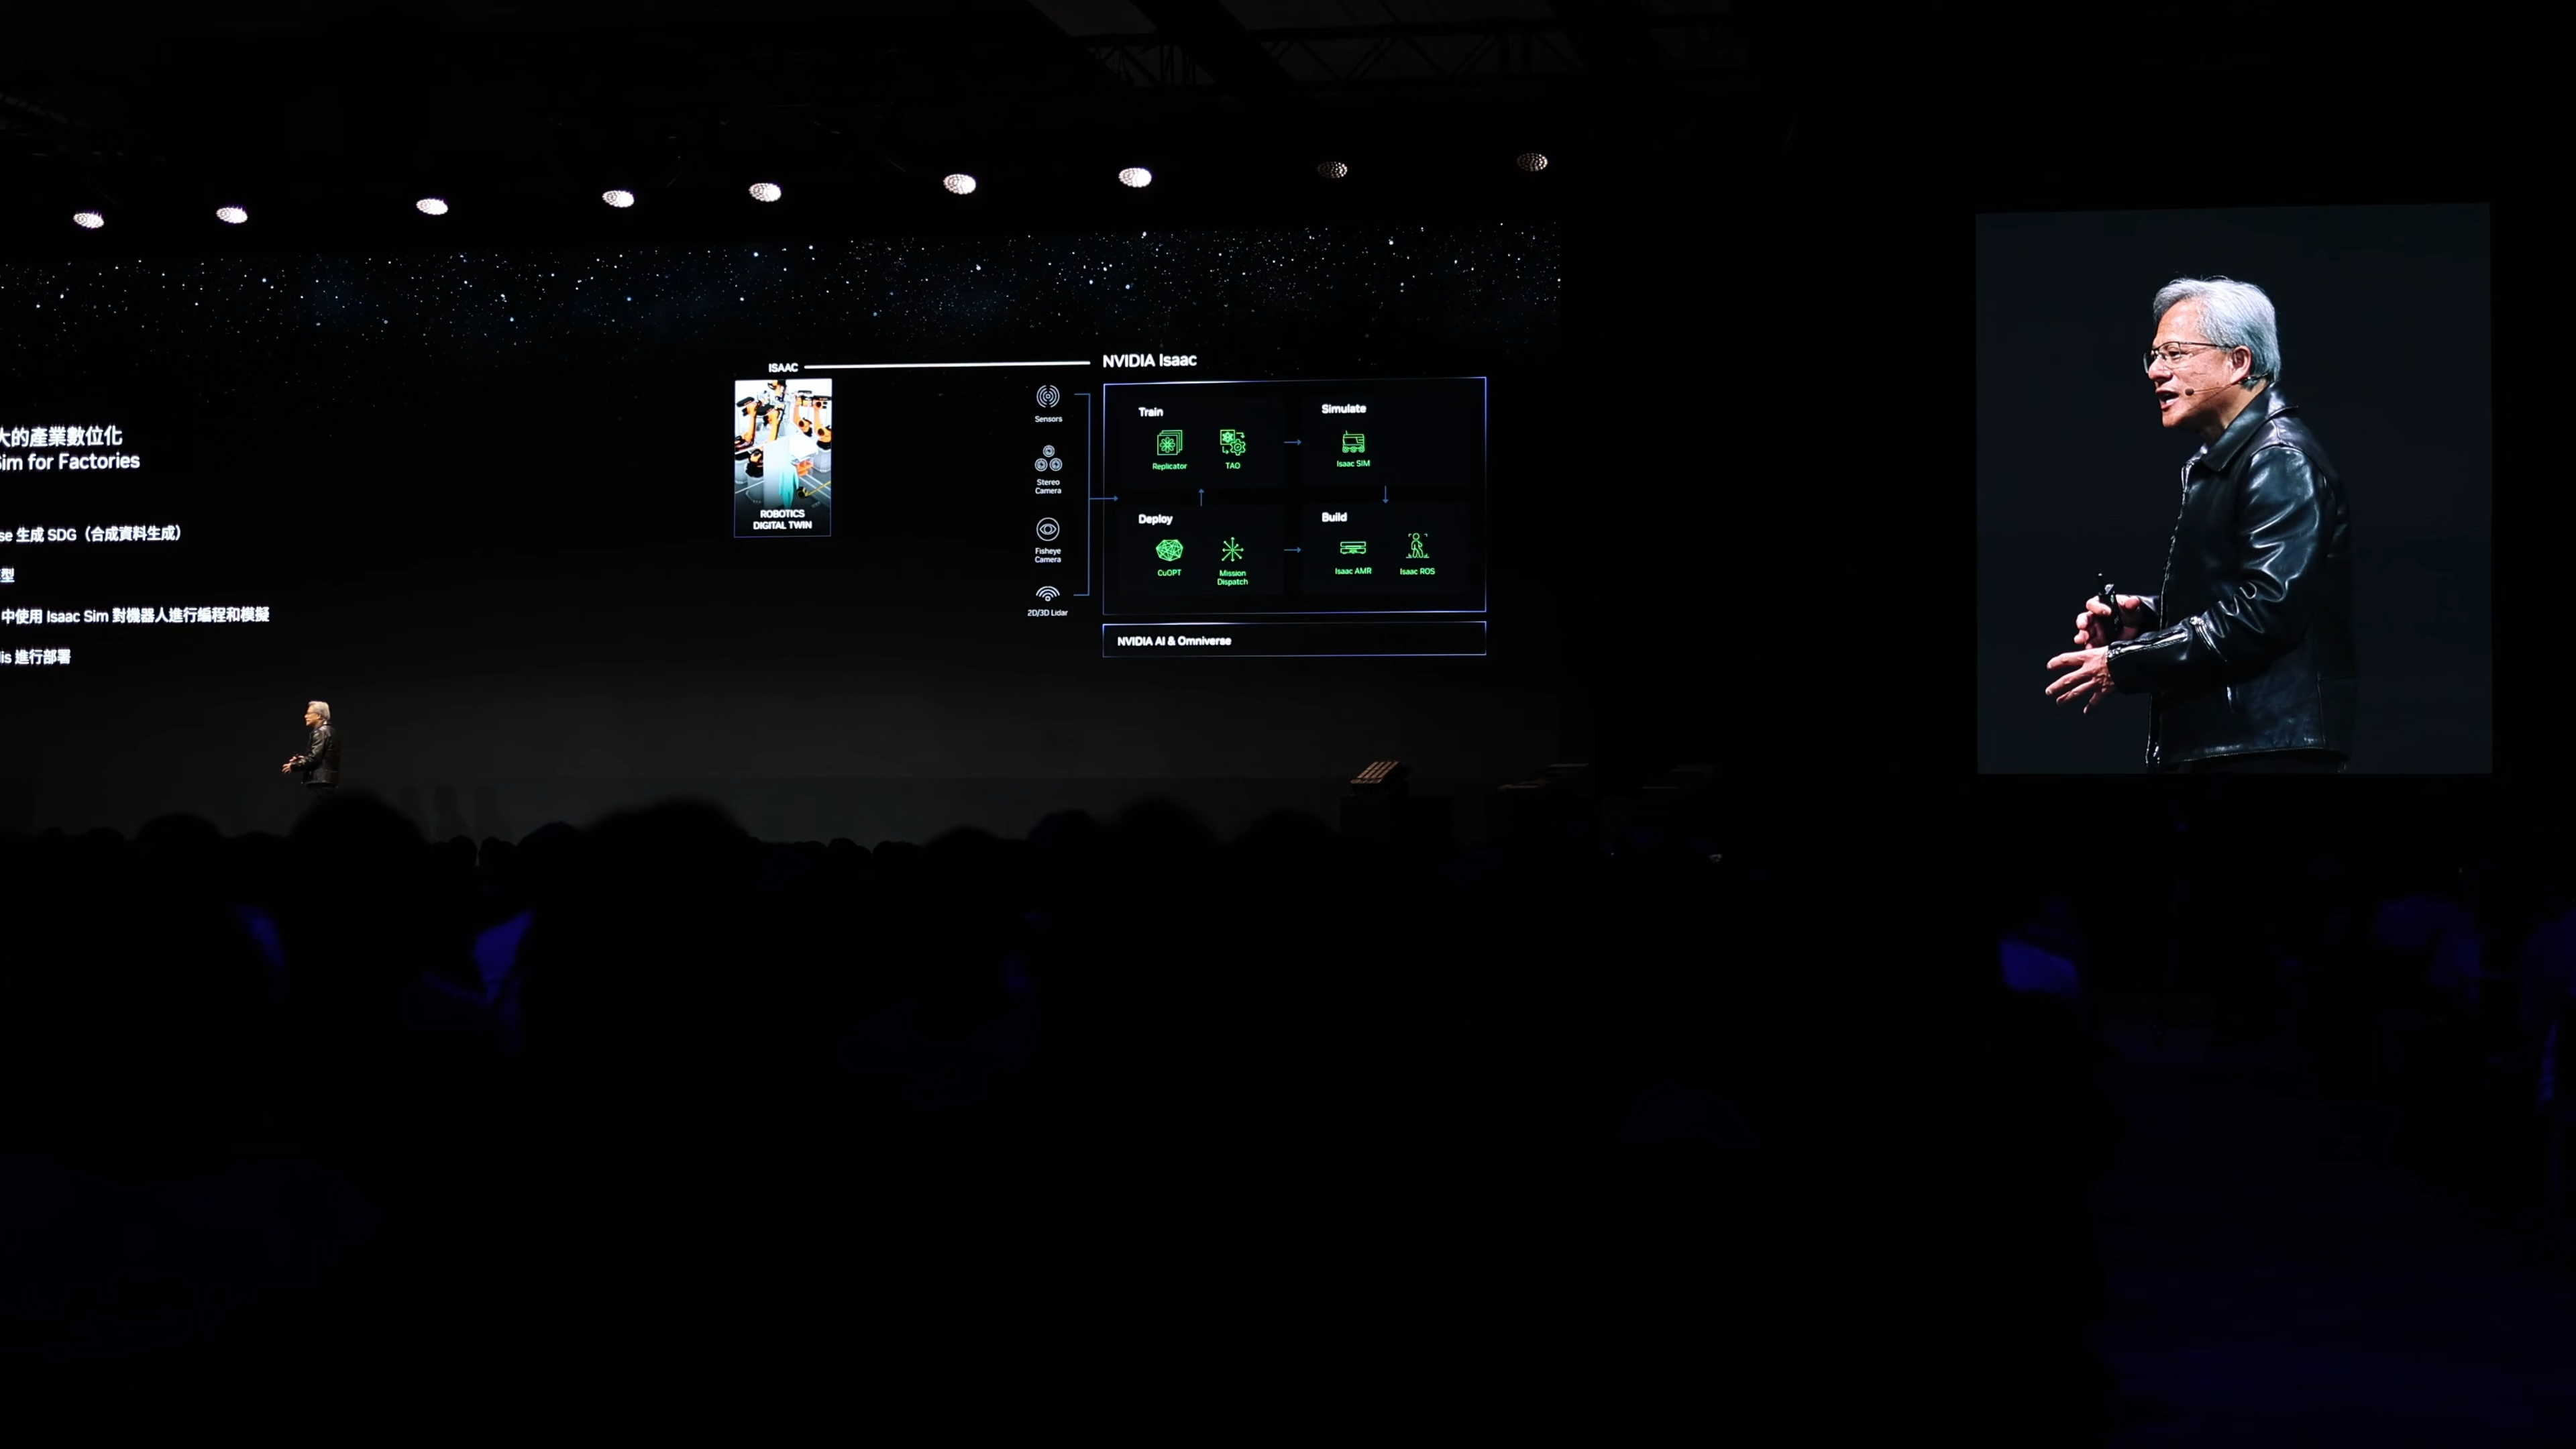 大的產業數位化
Sim for Factories
se 生成 SDG（合成資料生成）
型
中使用 Isaac Sim 對機器人進行編程和模擬
is 進行部署
ISAAC
ROBOTICS
DIGITAL TWIN
NVIDIA Isaac
Sensors
Stereo
Camera
Fisheye
Camera
2D/3D Lidar
Train
Replicator
TAO
Simulate
Isaac SIM
Deploy
CuOPT
Mission
Dispatch
Build
Isaac AMR
Isaac ROS
NVIDIA AI & Omniverse